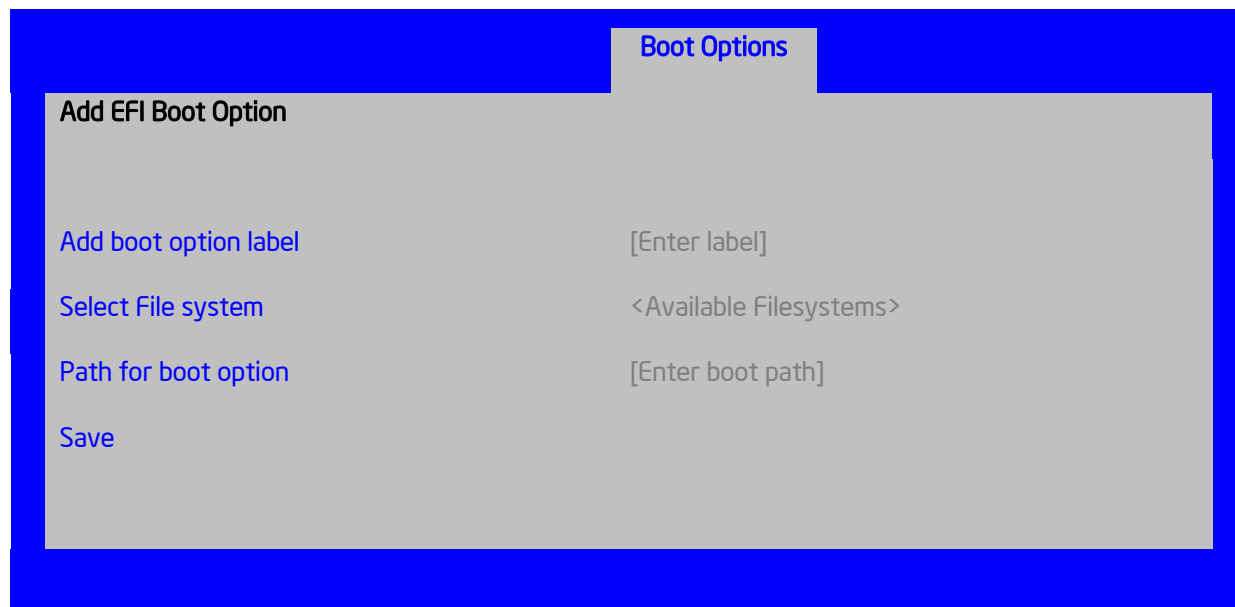 Boot Options
Add EFI Boot Option
Add boot option label [Enter label]
Select File system <Available Filesystems>
Path for boot option [Enter boot path]
Save